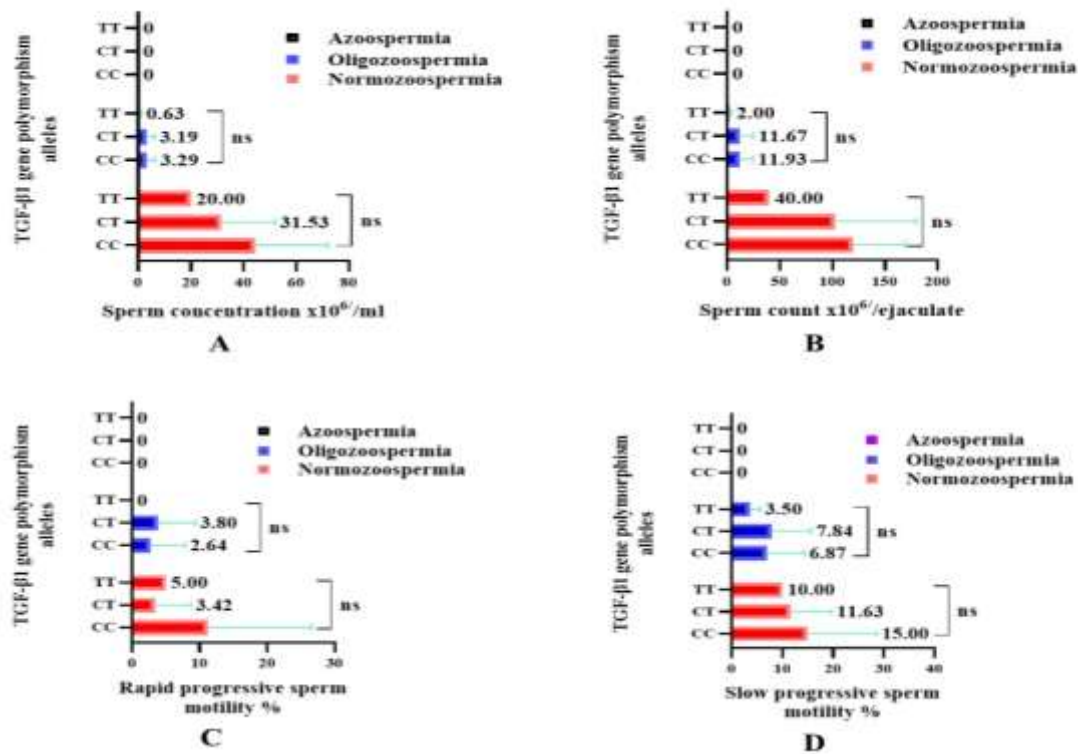 TGF-β1 gene polymorphism
alleles
Azoospermia
Oligozoospermia
Normozoospermia
TT 0
CT 0
CC 0
TT 0.63
CT 3.19
CC 3.29
ns
TT 20.00
CT 31.53
CC
ns
0 20 40 60 80
Sperm concentration x10⁶/ml
A
TGF-β1 gene polymorphism
alleles
Azoospermia
Oligozoospermia
Normozoospermia
TT 0
CT 0
CC 0
TT 2.00
CT 11.67
CC 11.93
ns
TT 40.00
CT
CC
ns
0 100 200
Sperm count x10⁶/ejaculate
B
TGF-β1 gene polymorphism
alleles
Azoospermia
Oligozoospermia
Normozoospermia
TT 0
CT 0
CC 0
TT 0
CT 3.80
CC 2.64
ns
TT 5.00
CT 3.42
CC
ns
0 10 20 30
Rapid progressive sperm
motility %
C
TGF-β1 gene polymorphism
alleles
Azoospermia
Oligozoospermia
Normozoospermia
TT 0
CT 0
CC 0
TT 3.50
CT 7.84
CC 6.87
ns
TT 10.00
CT 11.63
CC 15.00
ns
0 10 20 30 40
Slow progressive sperm
motility %
D